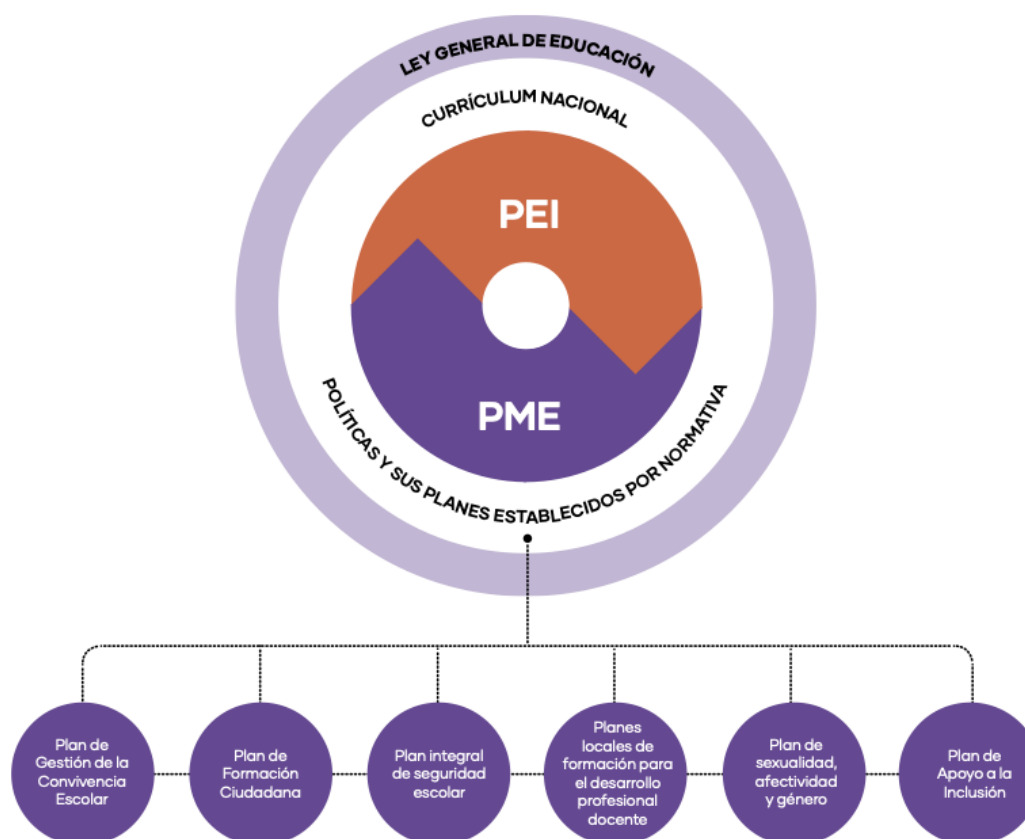 LEY GENERAL DE EDUCACIÓN
CURRÍCULUM NACIONAL
PEI
PME
POLÍTICAS Y SUS PLANES ESTABLECIDOS POR NORMATIVA
Plan de
Gestión de la
Convivencia
Escolar
Plan de
Formación
Ciudadana
Plan integral
de seguridad
escolar
Planes
locales de
formación para
el desarrollo
profesional
docente
Plan de
sexualidad,
afectividad
y género
Plan de
Apoyo a la
Inclusión